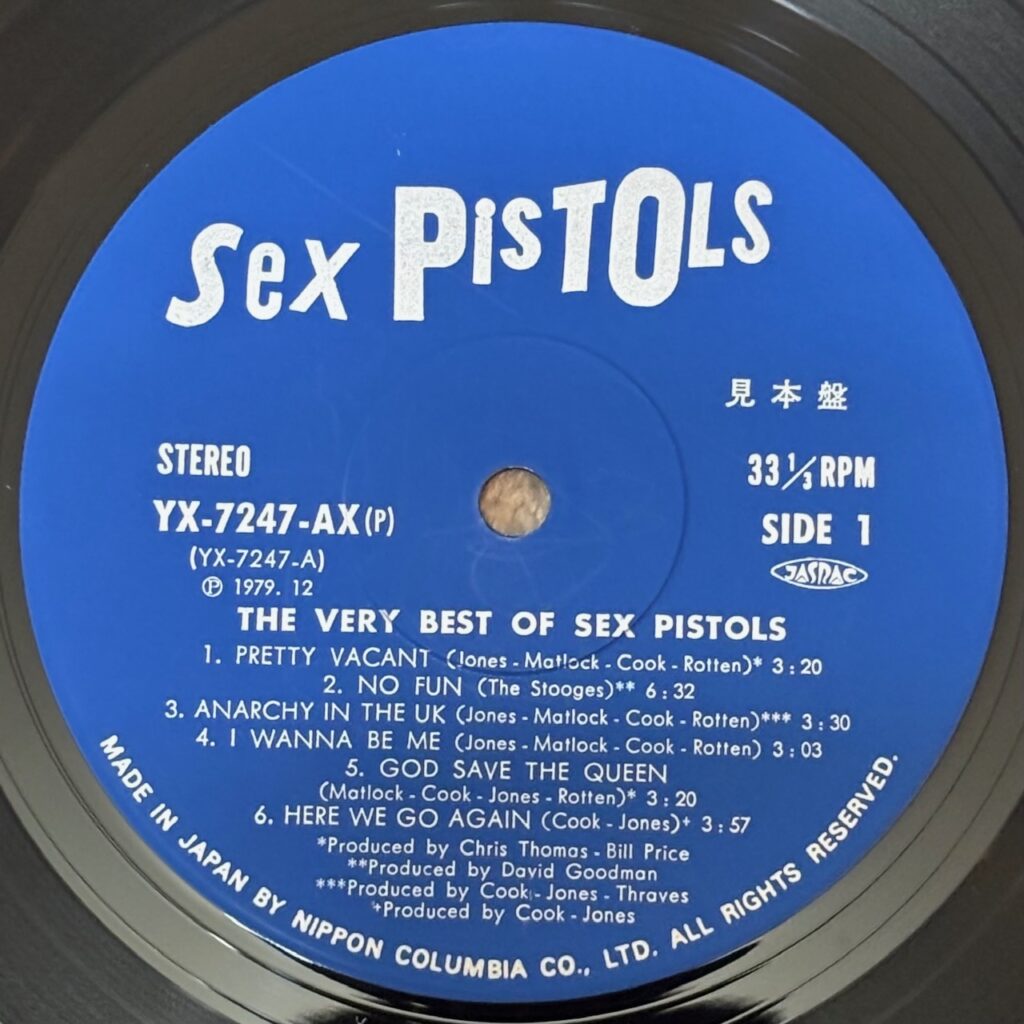 Sex PisTOLS
見本盤
STEREO
33 1/3 RPM
YX-7247-AX(P)
SIDE 1
(YX-7247-A)
JASRAC
Ⓟ 1979. 12
THE VERY BEST OF SEX PISTOLS
1. PRETTY VACANT (Jones - Matlock - Cook - Rotten)* 3 : 20
2. NO FUN (The Stooges)** 6 : 32
3. ANARCHY IN THE UK (Jones - Matlock - Cook - Rotten)*** 3 : 30
4. I WANNA BE ME (Jones - Matlock - Cook - Rotten) 3 : 03
5. GOD SAVE THE QUEEN
(Matlock - Cook - Jones - Rotten)* 3 : 20
6. HERE WE GO AGAIN (Cook - Jones)+ 3 : 57
*Produced by Chris Thomas - Bill Price
**Produced by David Goodman
***Produced by Cook - Jones - Thraves
+Produced by Cook - Jones
MADE IN JAPAN BY NIPPON COLUMBIA CO., LTD. ALL RIGHTS RESERVED.